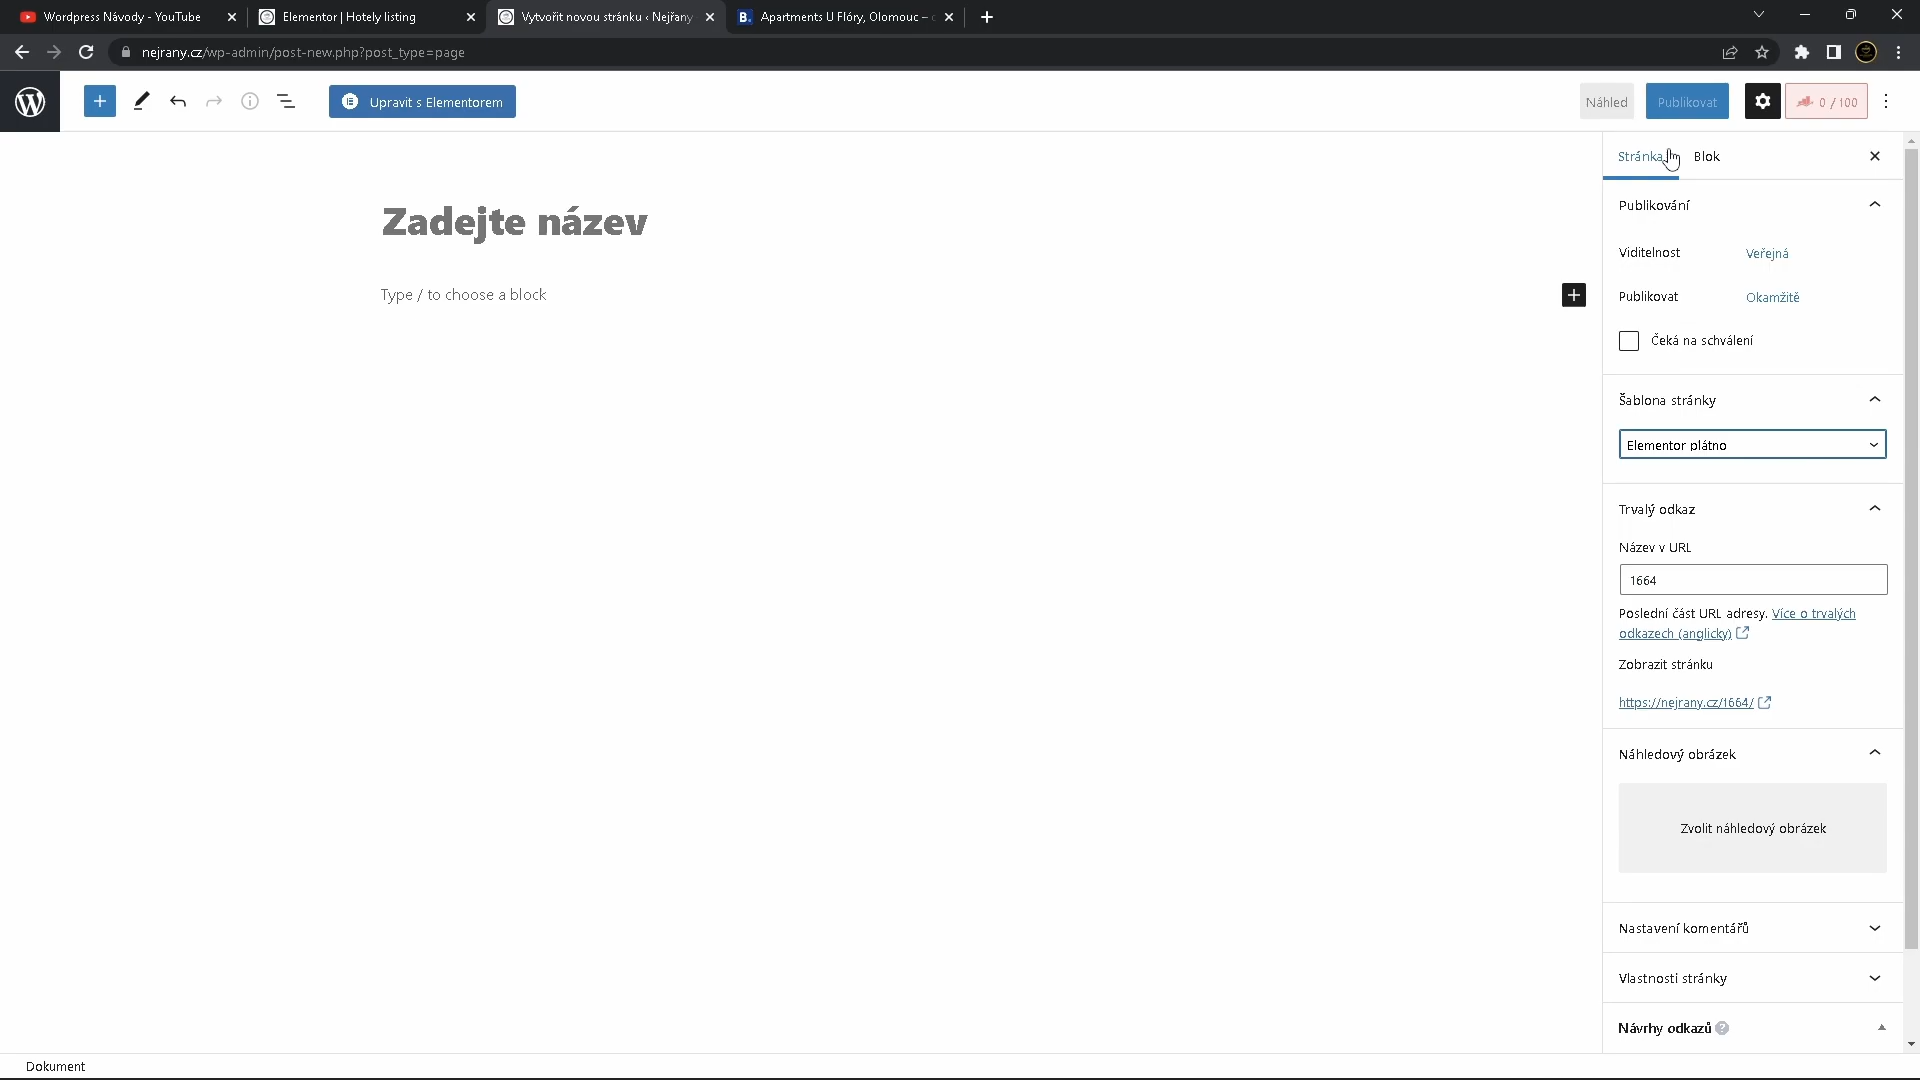 Wordpress Návody - YouTube
Elementor | Hotely listing
Vytvořit novou stránku ‹ Nejřany
B. Apartments U Flóry, Olomouc –
nejrany.cz/wp-admin/post-new.php?post_type=page
Upravit s Elementorem
Náhled
Publikovat
0 / 100
Stránka
Blok
Zadejte název
Type / to choose a block
Publikování
Viditelnost
Veřejná
Publikovat
Okamžitě
Čeká na schválení
Šablona stránky
Elementor plátno
Trvalý odkaz
Název v URL
1664
Poslední část URL adresy. Více o trvalých
odkazech (anglicky)
Zobrazit stránku
https://nejrany.cz/1664/
Náhledový obrázek
Zvolit náhledový obrázek
Nastavení komentářů
Vlastnosti stránky
Návrhy odkazů
Dokument